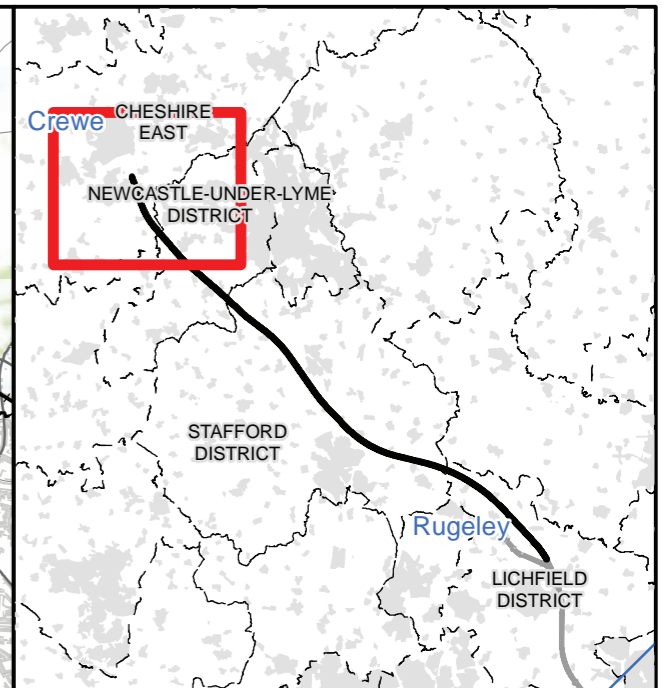 Crewe
CHESHIRE
EAST
NEWCASTLE-UNDER-LYME
DISTRICT
STAFFORD
DISTRICT
Rugeley
LICHFIELD
DISTRICT